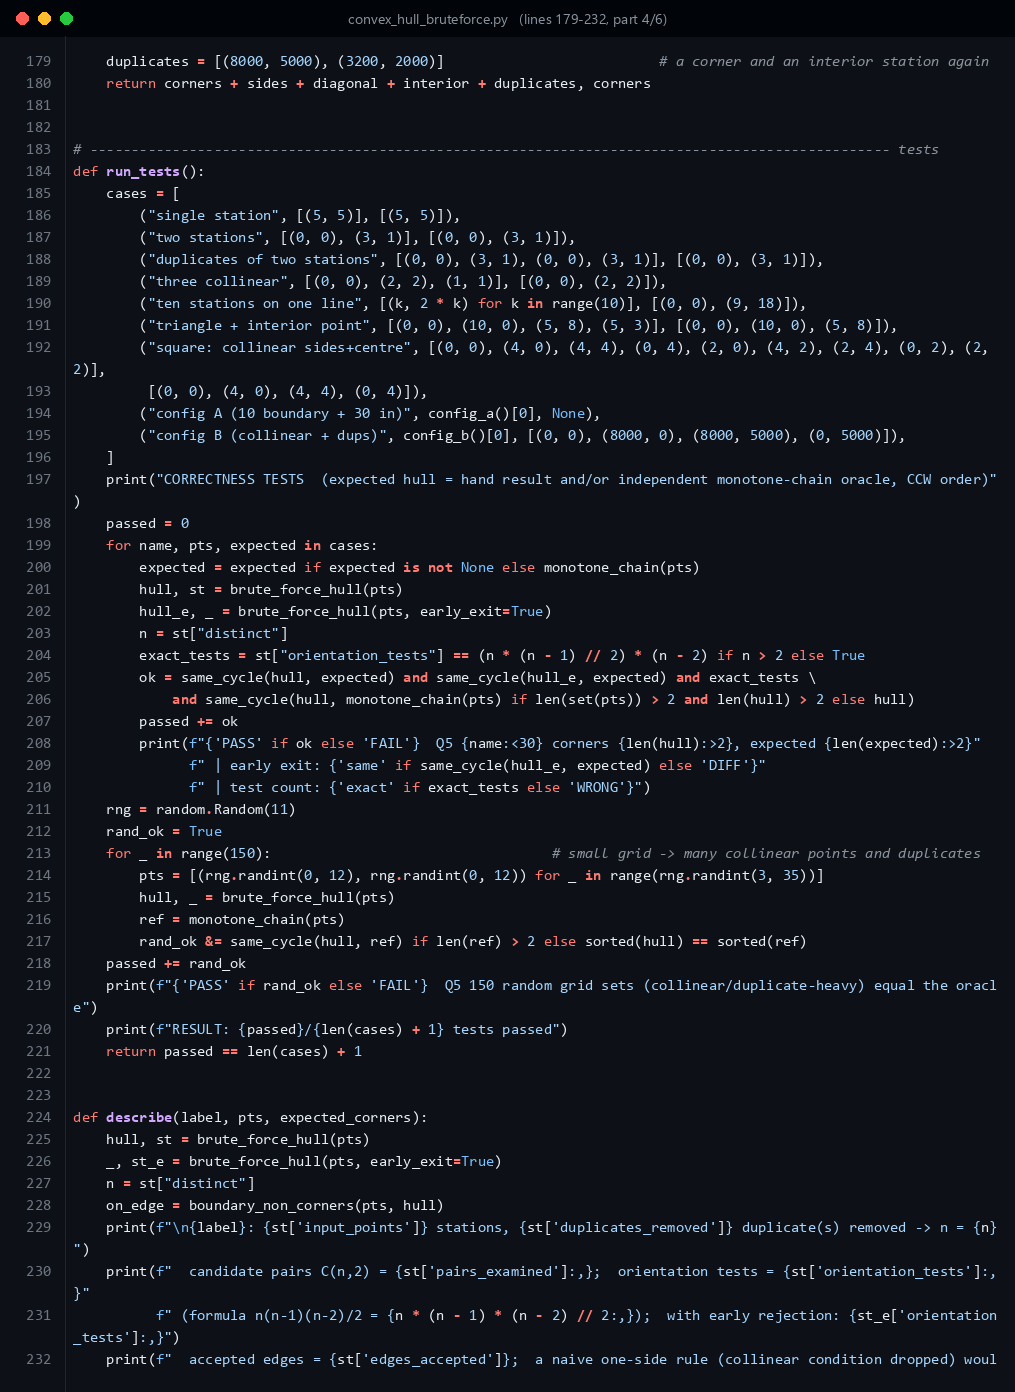 convex_hull_bruteforce.py   (lines 179-232, part 4/6)
179    duplicates = [(8000, 5000), (3200, 2000)]                          # a corner and an interior station again
180    return corners + sides + diagonal + interior + duplicates, corners
181
182
183 # ------------------------------------------------------------------------------------------------- tests
184 def run_tests():
185     cases = [
186         ("single station", [(5, 5)], [(5, 5)]),
187         ("two stations", [(0, 0), (3, 1)], [(0, 0), (3, 1)]),
188         ("duplicates of two stations", [(0, 0), (3, 1), (0, 0), (3, 1)], [(0, 0), (3, 1)]),
189         ("three collinear", [(0, 0), (2, 2), (1, 1)], [(0, 0), (2, 2)]),
190         ("ten stations on one line", [(k, 2 * k) for k in range(10)], [(0, 0), (9, 18)]),
191         ("triangle + interior point", [(0, 0), (10, 0), (5, 8), (5, 3)], [(0, 0), (10, 0), (5, 8)]),
192         ("square: collinear sides+centre", [(0, 0), (4, 0), (4, 4), (0, 4), (2, 0), (4, 2), (2, 4), (0, 2), (2,
2)],
193          [(0, 0), (4, 0), (4, 4), (0, 4)]),
194         ("config A (10 boundary + 30 in)", config_a()[0], None),
195         ("config B (collinear + dups)", config_b()[0], [(0, 0), (8000, 0), (8000, 5000), (0, 5000)]),
196     ]
197     print("CORRECTNESS TESTS  (expected hull = hand result and/or independent monotone-chain oracle, CCW order)"
)
198     passed = 0
199     for name, pts, expected in cases:
200         expected = expected if expected is not None else monotone_chain(pts)
201         hull, st = brute_force_hull(pts)
202         hull_e, _ = brute_force_hull(pts, early_exit=True)
203         n = st["distinct"]
204         exact_tests = st["orientation_tests"] == (n * (n - 1) // 2) * (n - 2) if n > 2 else True
205         ok = same_cycle(hull, expected) and same_cycle(hull_e, expected) and exact_tests \
206             and same_cycle(hull, monotone_chain(pts) if len(set(pts)) > 2 and len(hull) > 2 else hull)
207         passed += ok
208         print(f"{'PASS' if ok else 'FAIL'}  Q5 {name:<30} corners {len(hull):>2}, expected {len(expected):>2}"
209               f" | early exit: {'same' if same_cycle(hull_e, expected) else 'DIFF'}"
210               f" | test count: {'exact' if exact_tests else 'WRONG'}")
211     rng = random.Random(11)
212     rand_ok = True
213     for _ in range(150):                                  # small grid -> many collinear points and duplicates
214         pts = [(rng.randint(0, 12), rng.randint(0, 12)) for _ in range(rng.randint(3, 35))]
215         hull, _ = brute_force_hull(pts)
216         ref = monotone_chain(pts)
217         rand_ok &= same_cycle(hull, ref) if len(ref) > 2 else sorted(hull) == sorted(ref)
218     passed += rand_ok
219     print(f"{'PASS' if rand_ok else 'FAIL'}  Q5 150 random grid sets (collinear/duplicate-heavy) equal the oracl
e")
220     print(f"RESULT: {passed}/{len(cases) + 1} tests passed")
221     return passed == len(cases) + 1
222
223
224 def describe(label, pts, expected_corners):
225     hull, st = brute_force_hull(pts)
226     _, st_e = brute_force_hull(pts, early_exit=True)
227     n = st["distinct"]
228     on_edge = boundary_non_corners(pts, hull)
229     print(f"\n{label}: {st['input_points']} stations, {st['duplicates_removed']} duplicate(s) removed -> n = {n}
")
230     print(f"  candidate pairs C(n,2) = {st['pairs_examined']:,};  orientation tests = {st['orientation_tests']:,
}"
231           f" (formula n(n-1)(n-2)/2 = {n * (n - 1) * (n - 2) // 2:,});  with early rejection: {st_e['orientation
_tests']:,}")
232     print(f"  accepted edges = {st['edges_accepted']};  a naive one-side rule (collinear condition dropped) woul